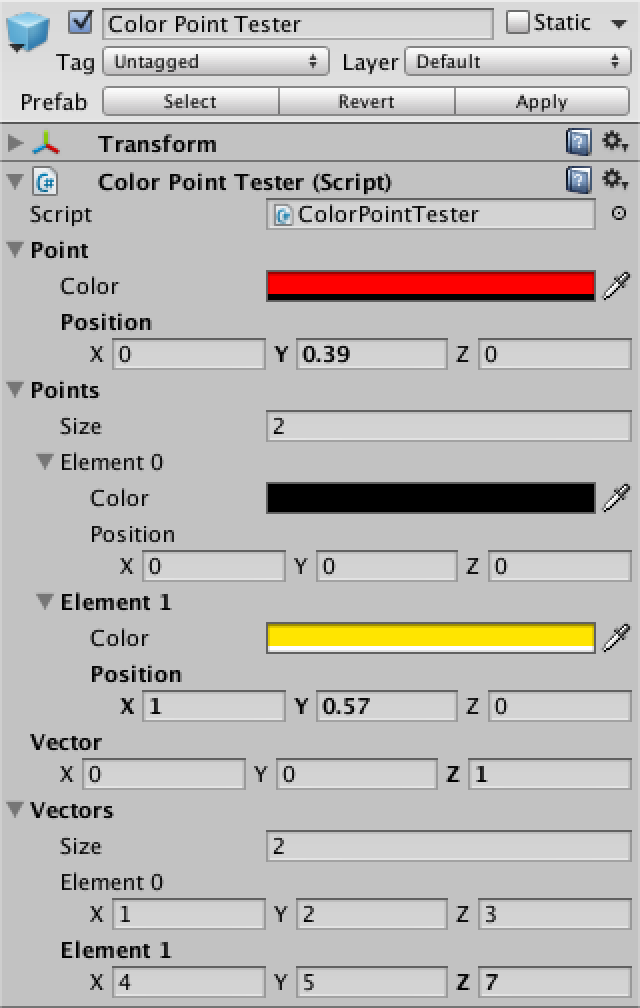 Color Point Tester Static
Tag Untagged Layer Default
Prefab Select Revert Apply
Transform
Color Point Tester (Script)
Script ColorPointTester
Point
Color
Position
X 0 Y 0.39 Z 0
Points
Size 2
Element 0
Color
Position
X 0 Y 0 Z 0
Element 1
Color
Position
X 1 Y 0.57 Z 0
Vector
X 0 Y 0 Z 1
Vectors
Size 2
Element 0
X 1 Y 2 Z 3
Element 1
X 4 Y 5 Z 7